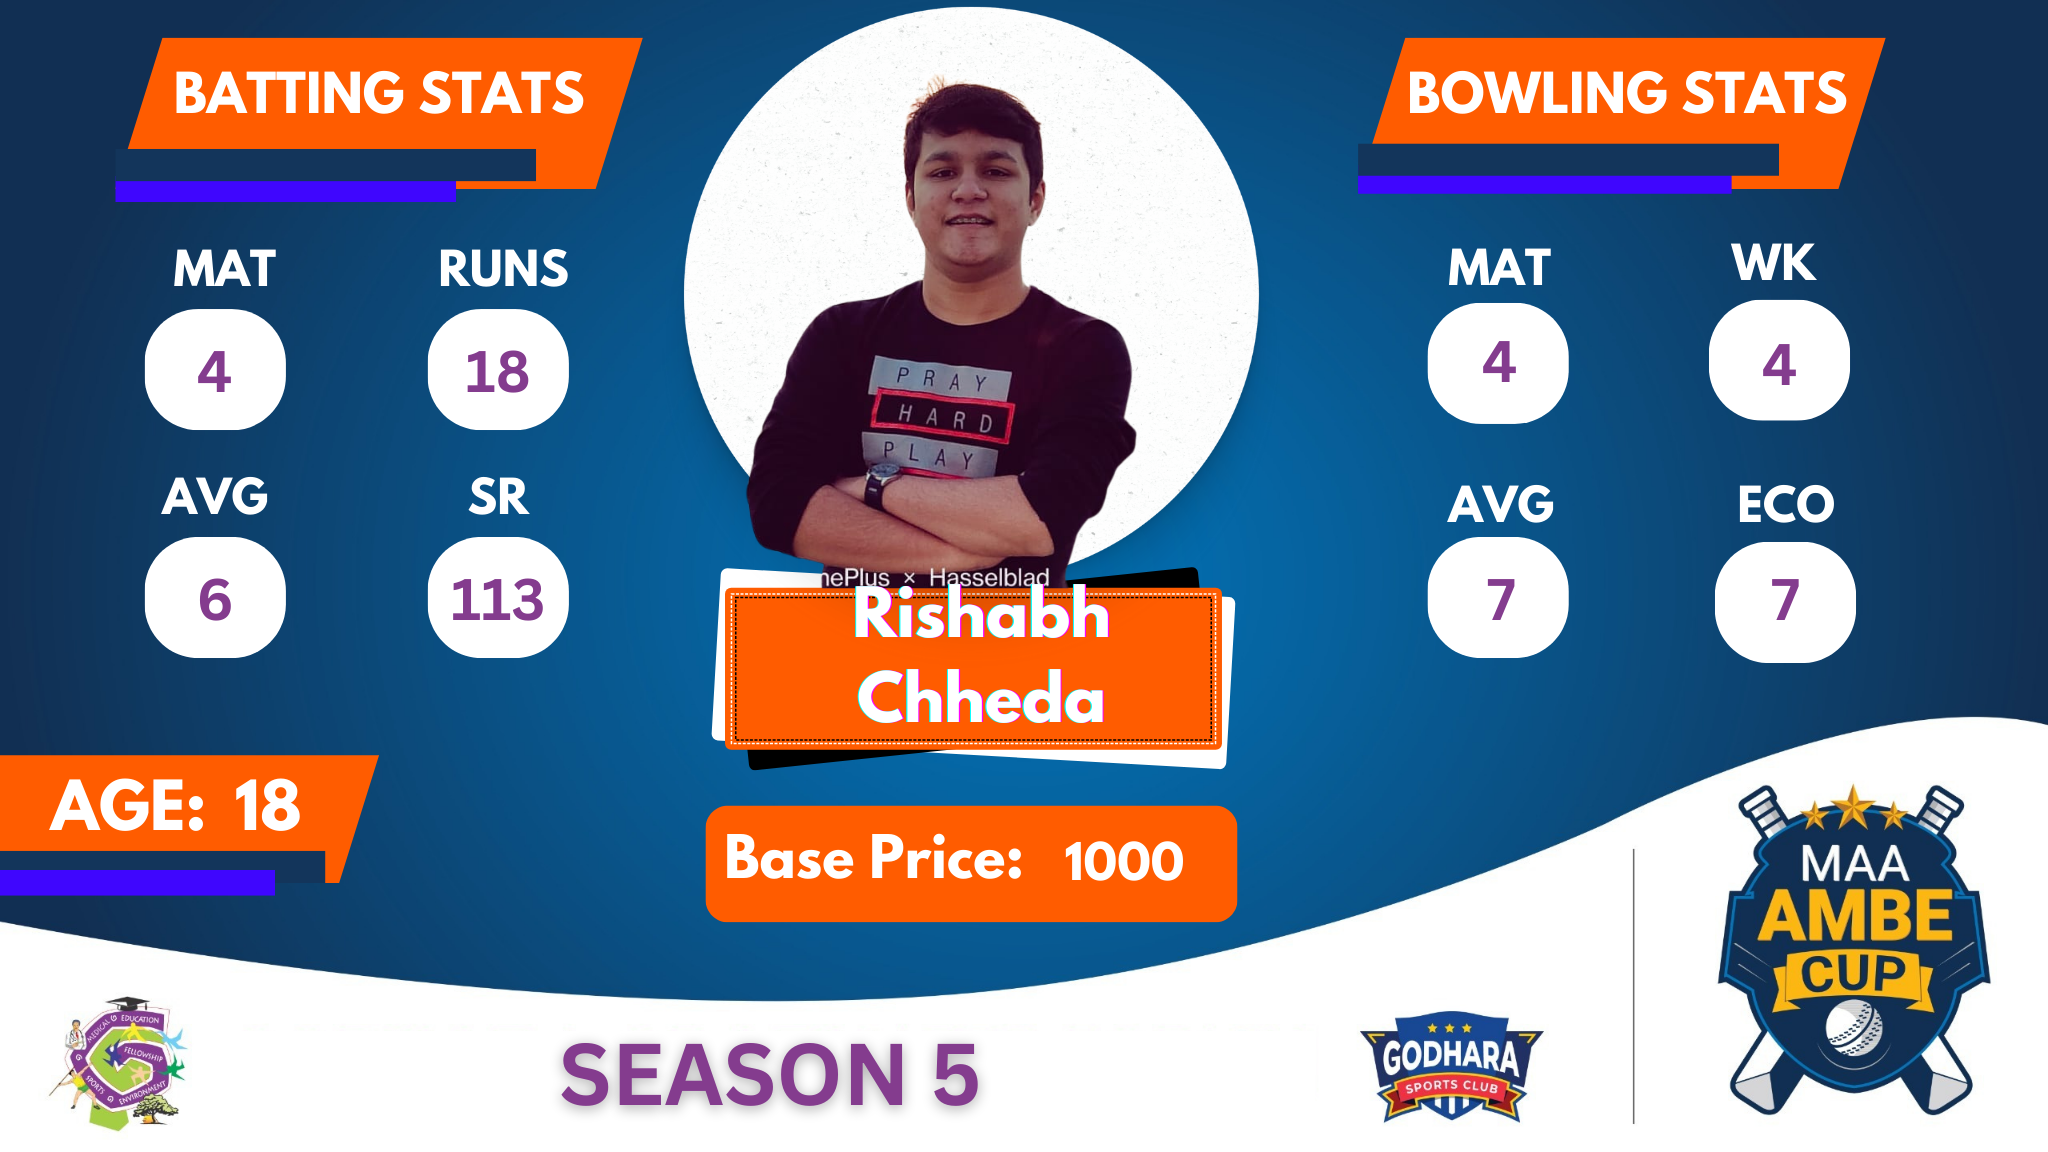 BATTING STATS
MAT
RUNS
4
18
AVG
SR
6
113
AGE: 18
PRAY
HARD
PLAY
nePlus × Hasselblad
Rishabh
Chheda
Base Price: 1000
BOWLING STATS
MAT
WK
4
4
AVG
ECO
7
7
MEDICAL G EDUCATION
FELLOWSHIP
G SPORTS G ENVIRONMENT
SEASON 5
GODHARA
SPORTS CLUB
MAA
AMBE
CUP